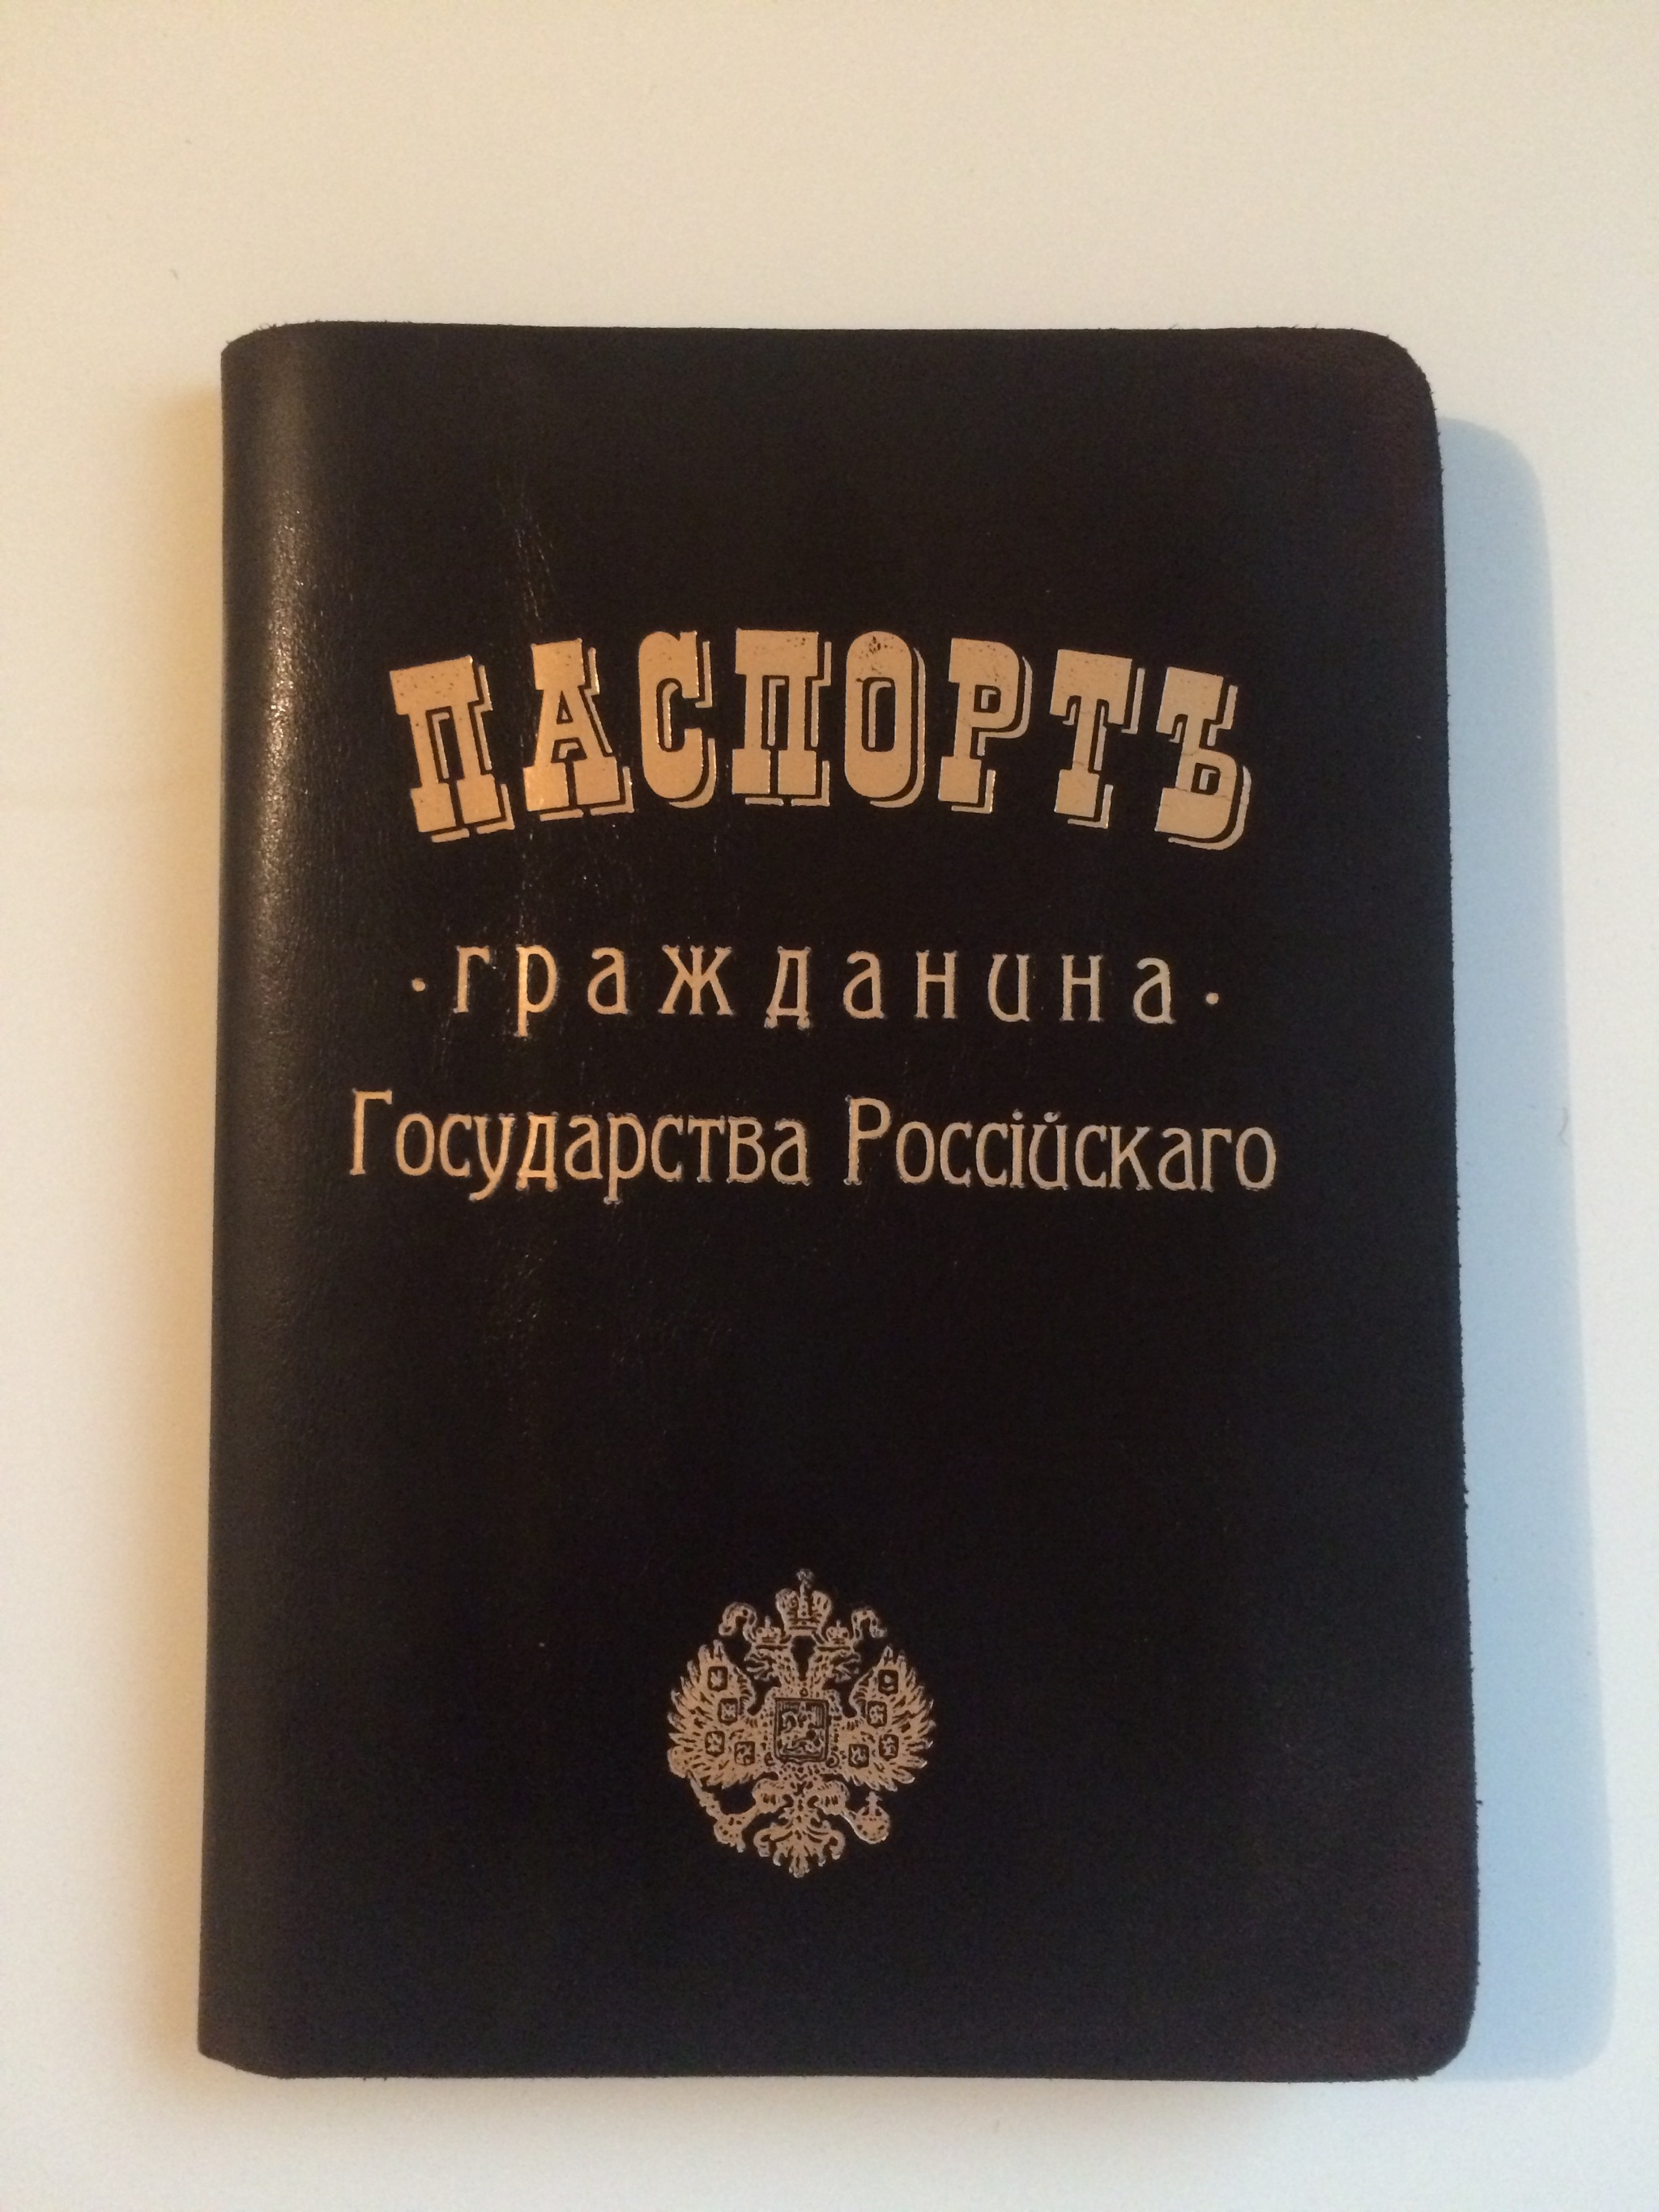 ПАСПОРТЪ
·гражданина·
Государства Россійскаго